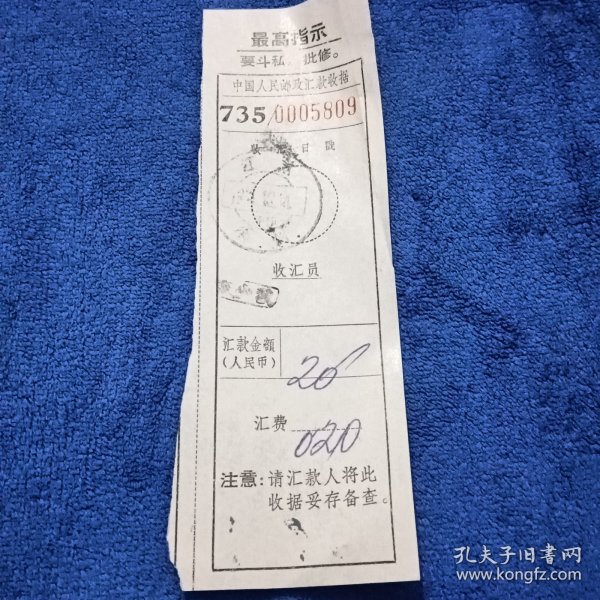 最高指示
要斗私,批修。
中国人民邮政汇款收据
735/0005809
收汇日戳
收汇员
汇款金额
(人民币)
20
汇费
020
注意:请汇款人将此
收据妥存备查。
孔夫子旧书网
www.kongfz.com